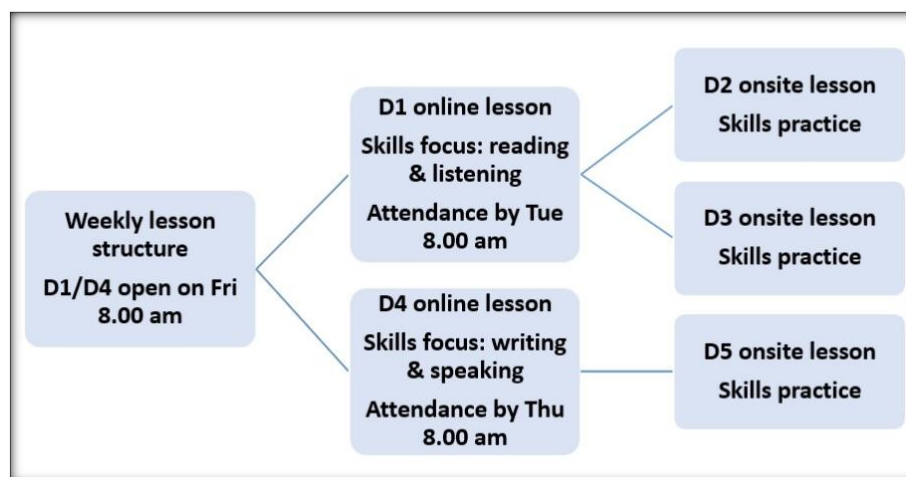 Weekly lesson
structure
D1/D4 open on Fri
8.00 am
D1 online lesson
Skills focus: reading
& listening
Attendance by Tue
8.00 am
D4 online lesson
Skills focus: writing
& speaking
Attendance by Thu
8.00 am
D2 onsite lesson
Skills practice
D3 onsite lesson
Skills practice
D5 onsite lesson
Skills practice